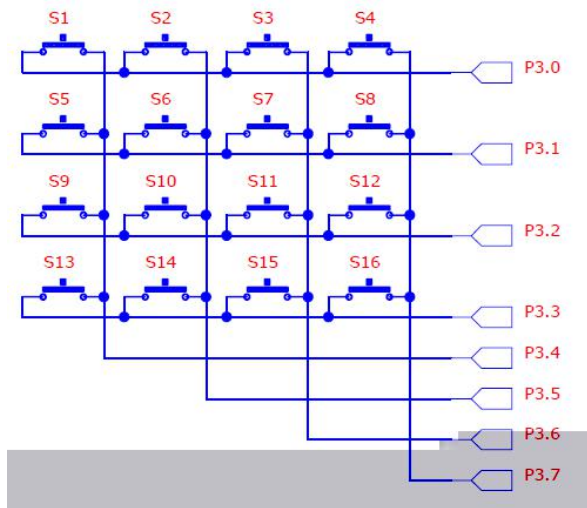 S1 S2 S3 S4
P3.0
S5 S6 S7 S8
P3.1
S9 S10 S11 S12
P3.2
S13 S14 S15 S16
P3.3
P3.4
P3.5
P3.6
P3.7